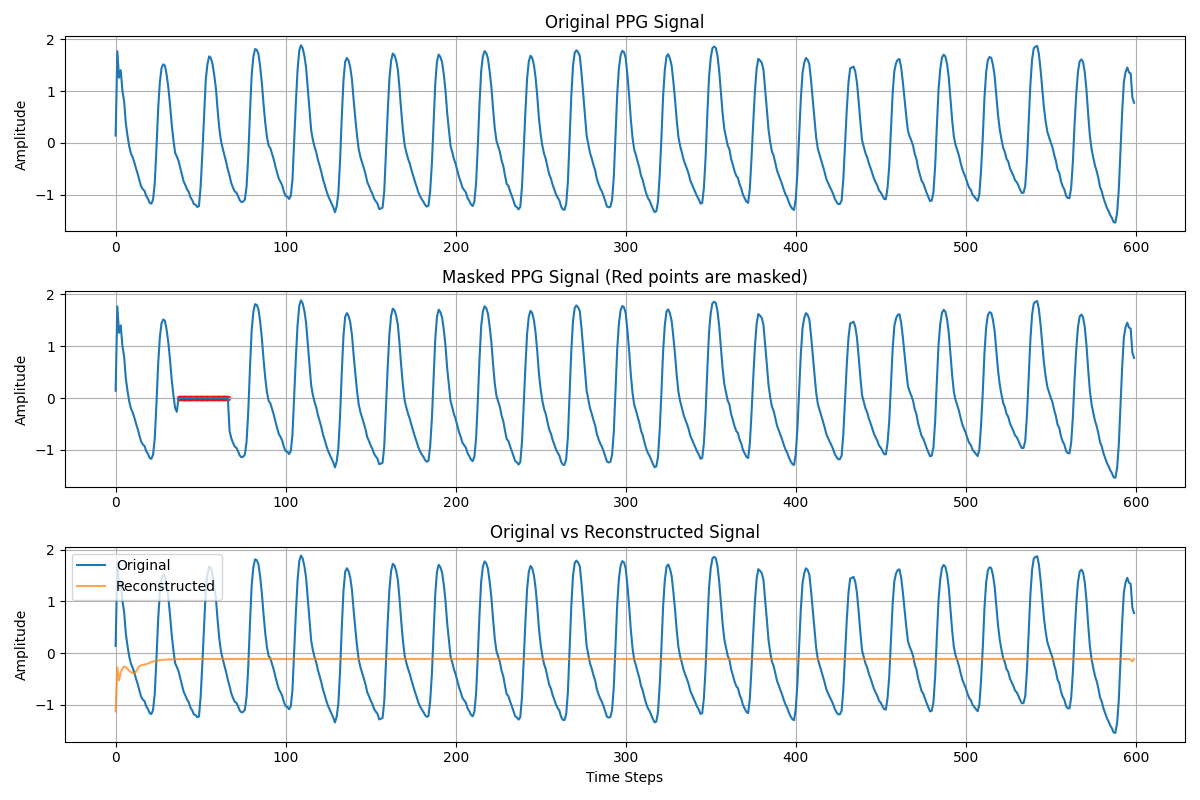 Original PPG Signal
2
1
0
−1
Amplitude
0 100 200 300 400 500 600
Masked PPG Signal (Red points are masked)
2
1
0
−1
Amplitude
0 100 200 300 400 500 600
Original vs Reconstructed Signal
Original
Reconstructed
2
1
0
−1
Amplitude
0 100 200 300 400 500 600
Time Steps